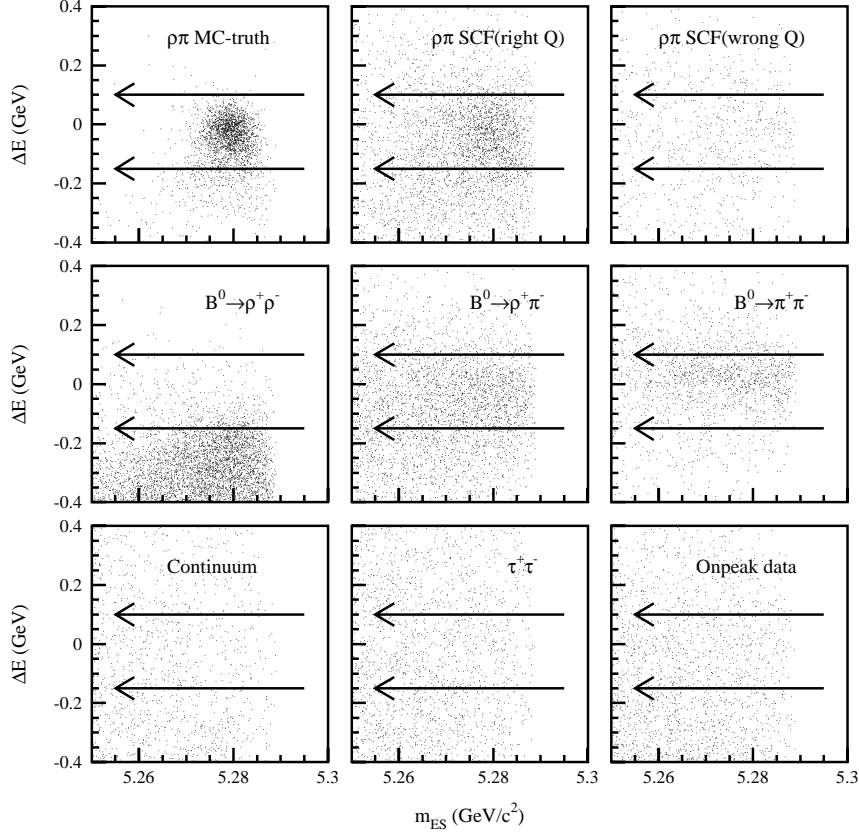 ρπ MC-truth
ρπ SCF(right Q)
ρπ SCF(wrong Q)
ΔE (GeV)
0.4
0.2
0
-0.2
-0.4
B⁰→ρ⁺ρ⁻
B⁰→ρ⁺π⁻
B⁰→π⁺π⁻
ΔE (GeV)
0.4
0.2
0
-0.2
-0.4
Continuum
τ⁺τ⁻
Onpeak data
ΔE (GeV)
0.4
0.2
0
-0.2
-0.4
5.26 5.28 5.3 5.26 5.28 5.3 5.26 5.28 5.3
m_ES (GeV/c²)